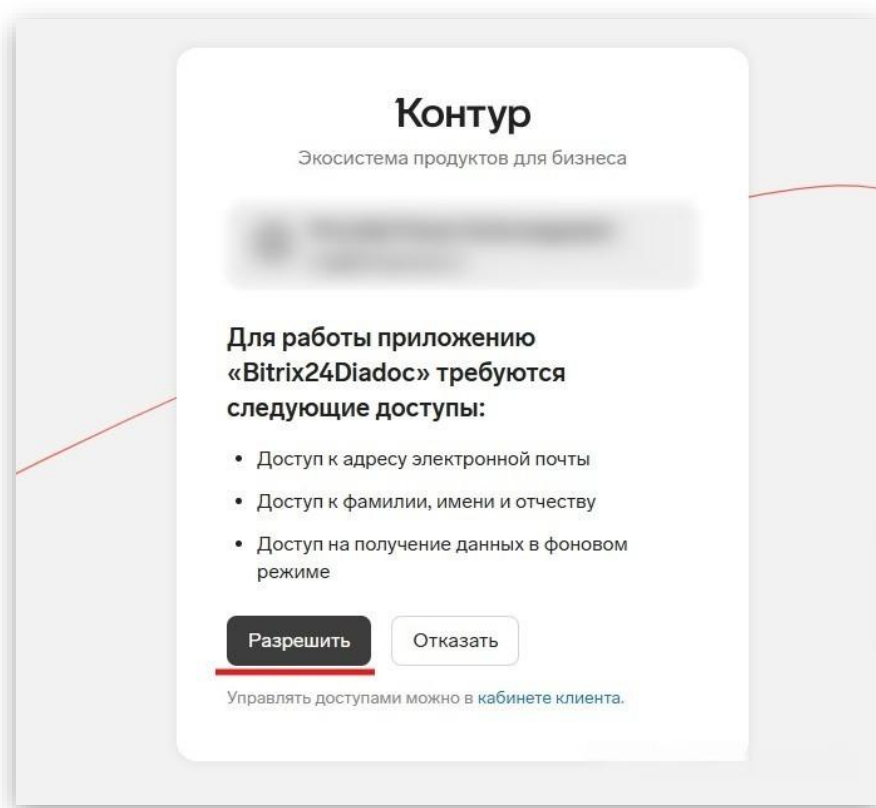 Контур
Экосистема продуктов для бизнеса
Для работы приложению
«Bitrix24Diadoc» требуются
следующие доступы:
• Доступ к адресу электронной почты
• Доступ к фамилии, имени и отчеству
• Доступ на получение данных в фоновом
режиме
Разрешить Отказать
Управлять доступами можно в кабинете клиента.